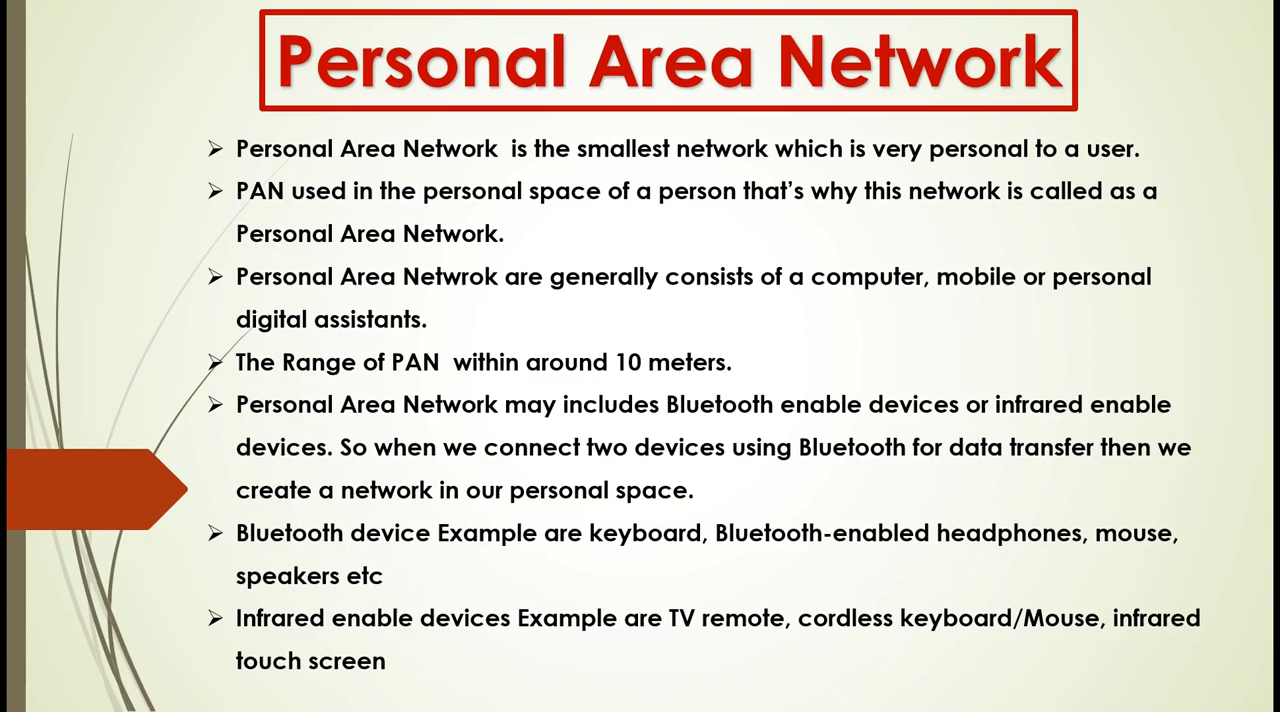 Personal Area Network
➢ Personal Area Network is the smallest network which is very personal to a user.
➢ PAN used in the personal space of a person that's why this network is called as a
Personal Area Network.
➢ Personal Area Netwrok are generally consists of a computer, mobile or personal
digital assistants.
➢ The Range of PAN within around 10 meters.
➢ Personal Area Network may includes Bluetooth enable devices or infrared enable
devices. So when we connect two devices using Bluetooth for data transfer then we
create a network in our personal space.
➢ Bluetooth device Example are keyboard, Bluetooth-enabled headphones, mouse,
speakers etc
➢ Infrared enable devices Example are TV remote, cordless keyboard/Mouse, infrared
touch screen